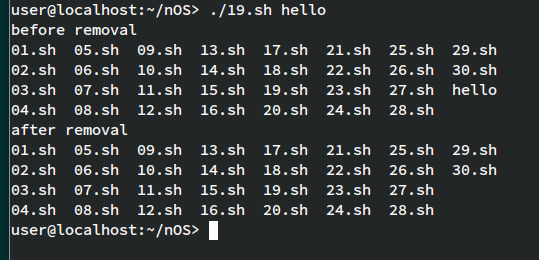 user@localhost:~/nOS> ./19.sh hello
before removal
01.sh 05.sh 09.sh 13.sh 17.sh 21.sh 25.sh 29.sh
02.sh 06.sh 10.sh 14.sh 18.sh 22.sh 26.sh 30.sh
03.sh 07.sh 11.sh 15.sh 19.sh 23.sh 27.sh hello
04.sh 08.sh 12.sh 16.sh 20.sh 24.sh 28.sh
after removal
01.sh 05.sh 09.sh 13.sh 17.sh 21.sh 25.sh 29.sh
02.sh 06.sh 10.sh 14.sh 18.sh 22.sh 26.sh 30.sh
03.sh 07.sh 11.sh 15.sh 19.sh 23.sh 27.sh
04.sh 08.sh 12.sh 16.sh 20.sh 24.sh 28.sh
user@localhost:~/nOS>